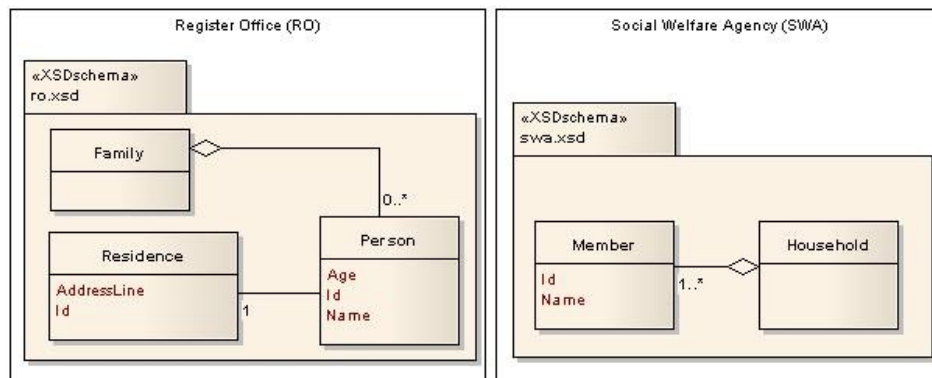 Register Office (RO)
«XSDschema»
ro.xsd
Family
0..*
Residence
AddressLine
Id
1
Person
Age
Id
Name
Social Welfare Agency (SWA)
«XSDschema»
swa.xsd
Member
Id
Name
1..*
Household